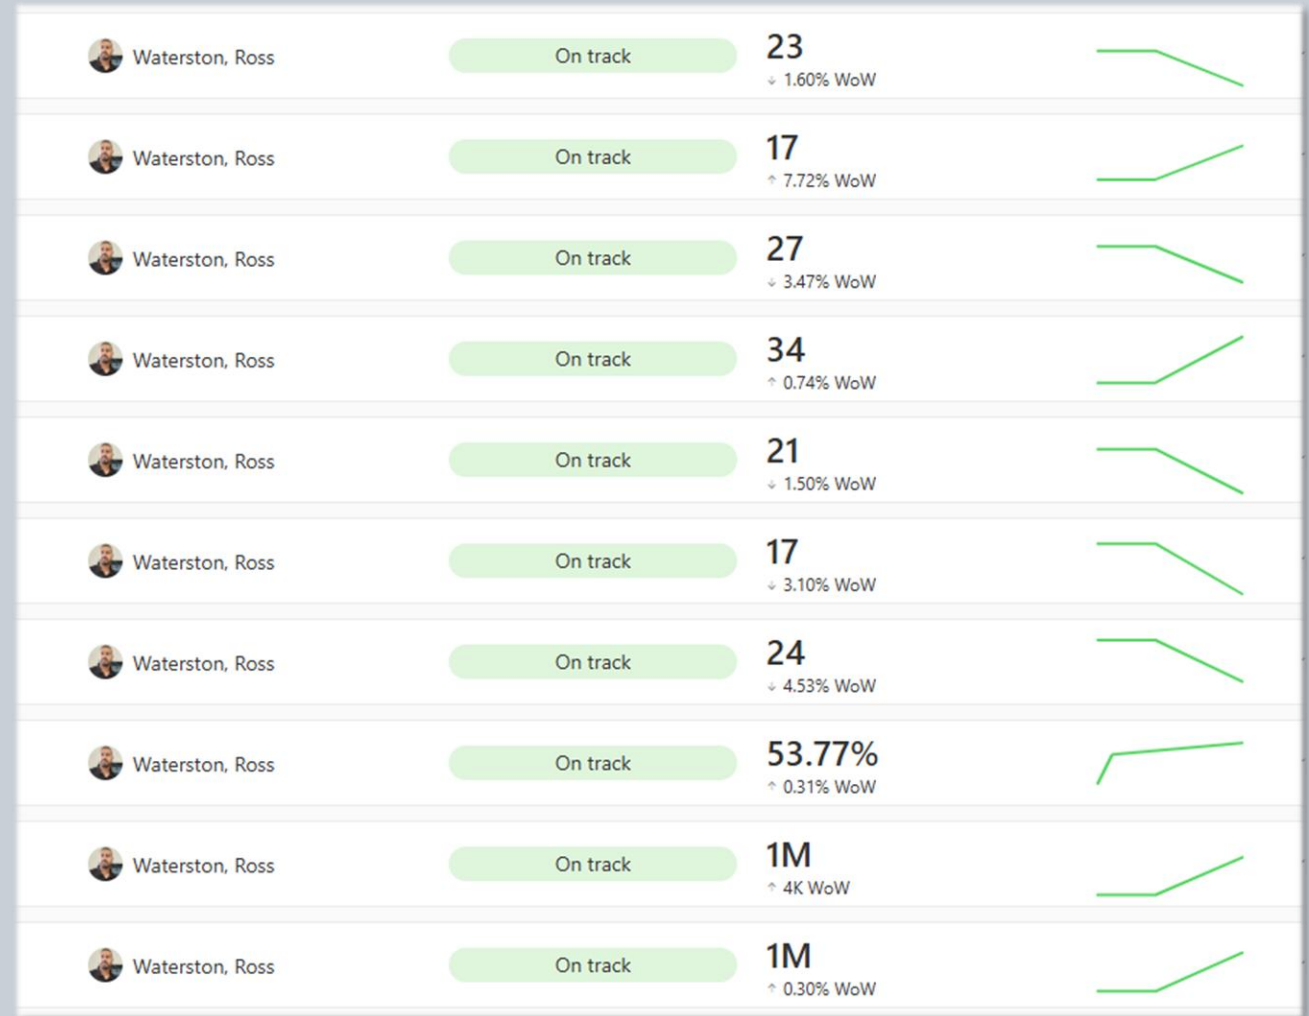 Waterston, Ross On track 23
↓ 1.60% WoW
Waterston, Ross On track 17
↑ 7.72% WoW
Waterston, Ross On track 27
↓ 3.47% WoW
Waterston, Ross On track 34
↑ 0.74% WoW
Waterston, Ross On track 21
↓ 1.50% WoW
Waterston, Ross On track 17
↓ 3.10% WoW
Waterston, Ross On track 24
↓ 4.53% WoW
Waterston, Ross On track 53.77%
↑ 0.31% WoW
Waterston, Ross On track 1M
↑ 4K WoW
Waterston, Ross On track 1M
↑ 0.30% WoW